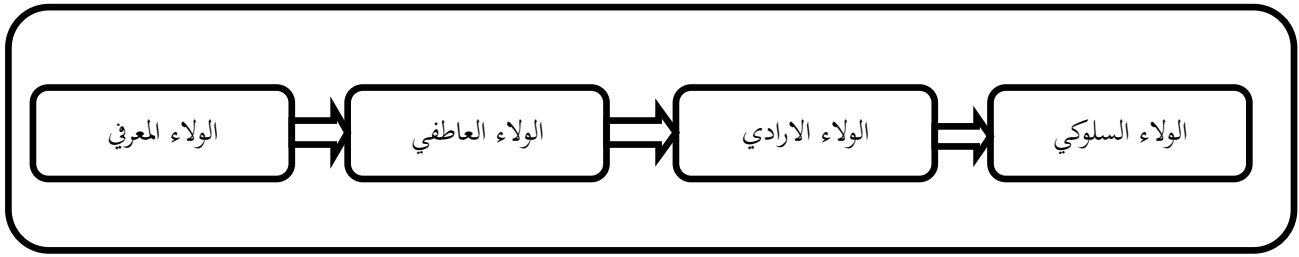 الولاء المعرفي
الولاء العاطفي
الولاء الارادي
الولاء السلوكي